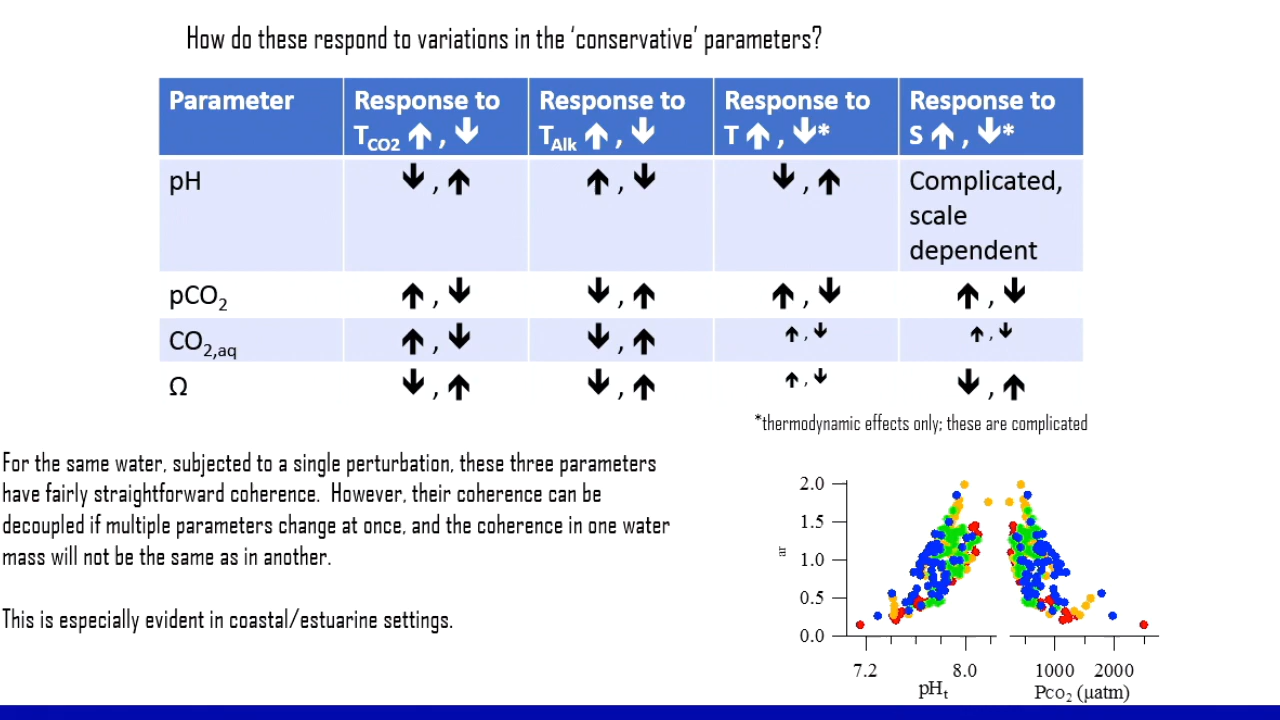 How do these respond to variations in the ‘conservative’ parameters?
Parameter
Response to
TCO2 🡹 , 🡻
Response to
TAlk 🡹 , 🡻
Response to
T 🡹 , 🡻*
Response to
S 🡹 , 🡻*
pH
🡻 , 🡹
🡹 , 🡻
🡻 , 🡹
Complicated,
scale
dependent
pCO2
🡹 , 🡻
🡻 , 🡹
🡹 , 🡻
🡹 , 🡻
CO2,aq
🡹 , 🡻
🡻 , 🡹
🡹 , 🡻
🡹 , 🡻
Ω
🡻 , 🡹
🡻 , 🡹
🡹 , 🡻
🡻 , 🡹
*thermodynamic effects only; these are complicated
For the same water, subjected to a single perturbation, these three parameters
have fairly straightforward coherence. However, their coherence can be
decoupled if multiple parameters change at once, and the coherence in one water
mass will not be the same as in another.
This is especially evident in coastal/estuarine settings.
2.0
1.5
1.0
0.5
0.0
7.2 8.0
1000 2000
pHt
PCO2 (µatm)